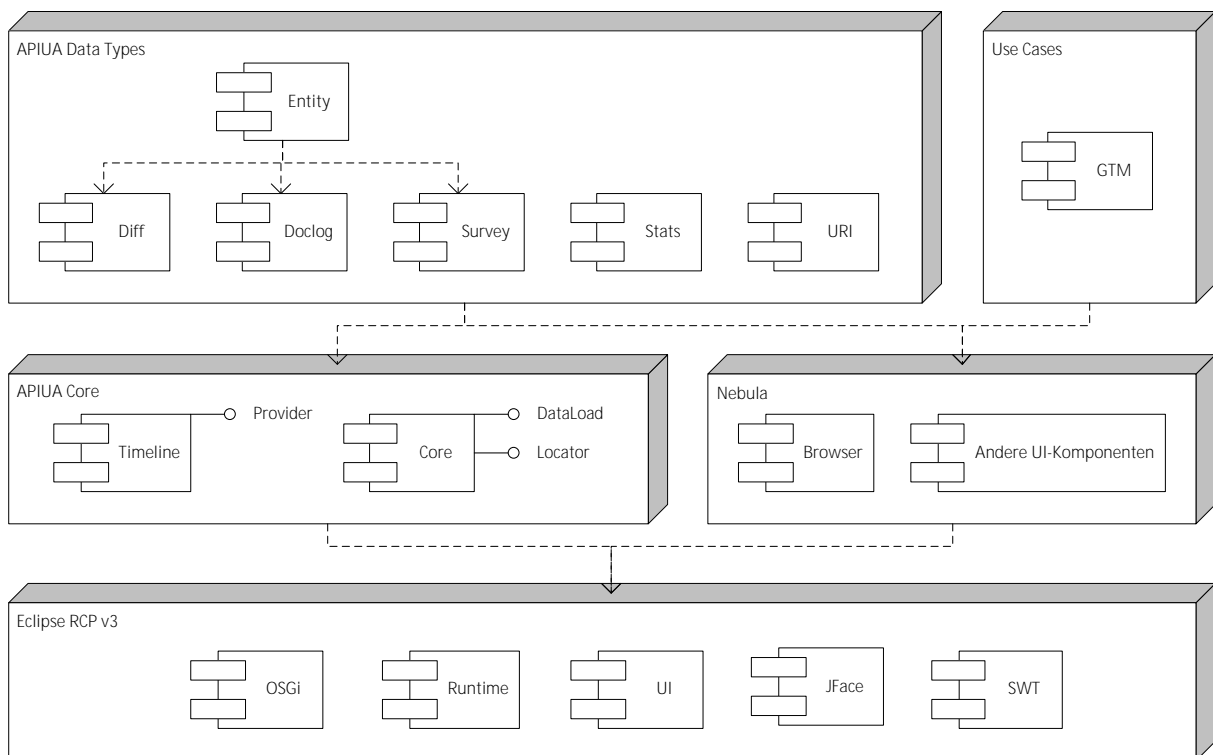 APIUA Data Types
Use Cases
Entity
GTM
Diff
Doclog
Survey
Stats
URI
APIUA Core
Nebula
Provider
DataLoad
Timeline
Core
Locator
Browser
Andere UI-Komponenten
Eclipse RCP v3
OSGi
Runtime
UI
JFace
SWT